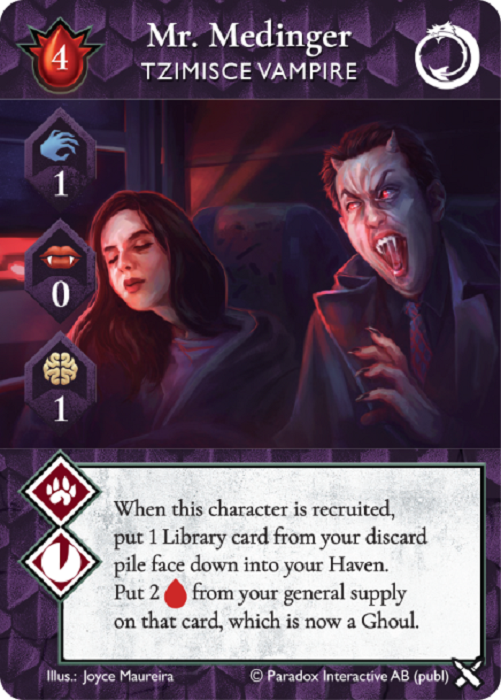 4
Mr. Medinger
TZIMISCE VAMPIRE
1
0
1
When this character is recruited,
put 1 Library card from your discard
pile face down into your Haven.
Put 2 from your general supply
on that card, which is now a Ghoul.
Illus.: Joyce Maureira
© Paradox Interactive AB (publ)